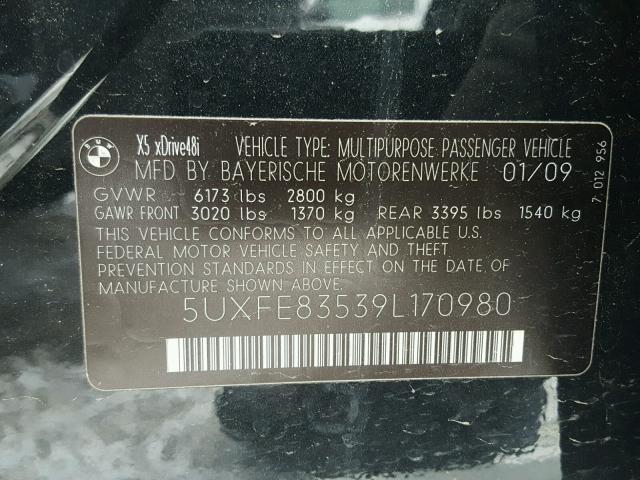 BMW
X5 xDrive48i VEHICLE TYPE: MULTIPURPOSE PASSENGER VEHICLE
MFD BY BAYERISCHE MOTORENWERKE 01/09
GVWR 6173 lbs 2800 kg
GAWR FRONT 3020 lbs 1370 kg REAR 3395 lbs 1540 kg
THIS VEHICLE CONFORMS TO ALL APPLICABLE U.S.
FEDERAL MOTOR VEHICLE SAFETY AND THEFT
PREVENTION STANDARDS IN EFFECT ON THE DATE OF
MANUFACTURE SHOWN ABOVE.
5UXFE83539L170980
7 012 956